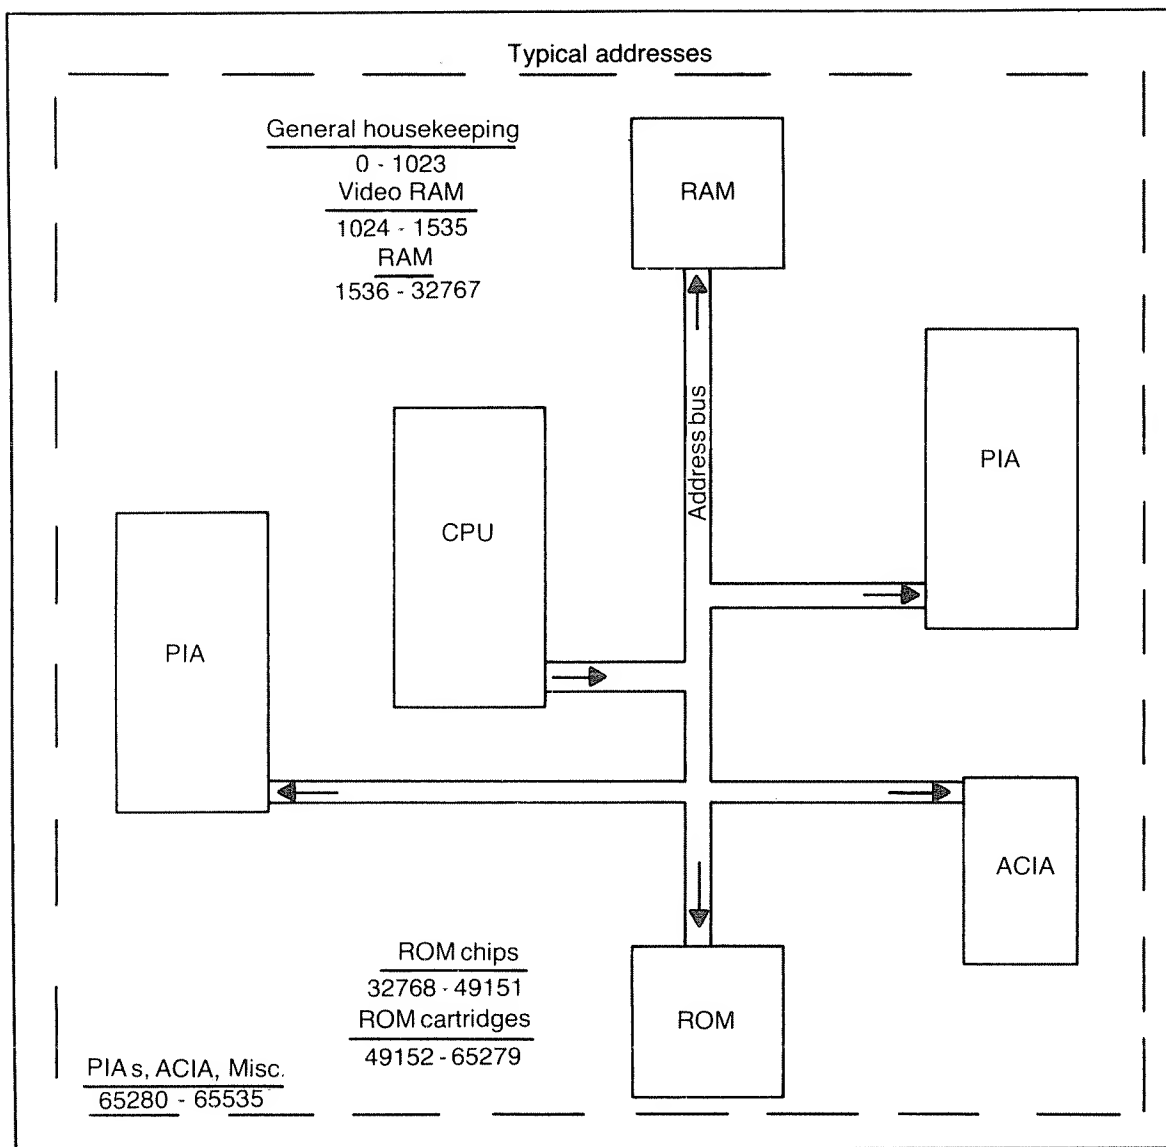 Typical addresses
General housekeeping
0 - 1023
Video RAM
1024 - 1535
RAM
1536 - 32767
RAM
Address bus
PIA
CPU
PIA
ACIA
ROM chips
32768 - 49151
ROM cartridges
49152 - 65279
ROM
PIAs, ACIA, Misc.
65280 - 65535